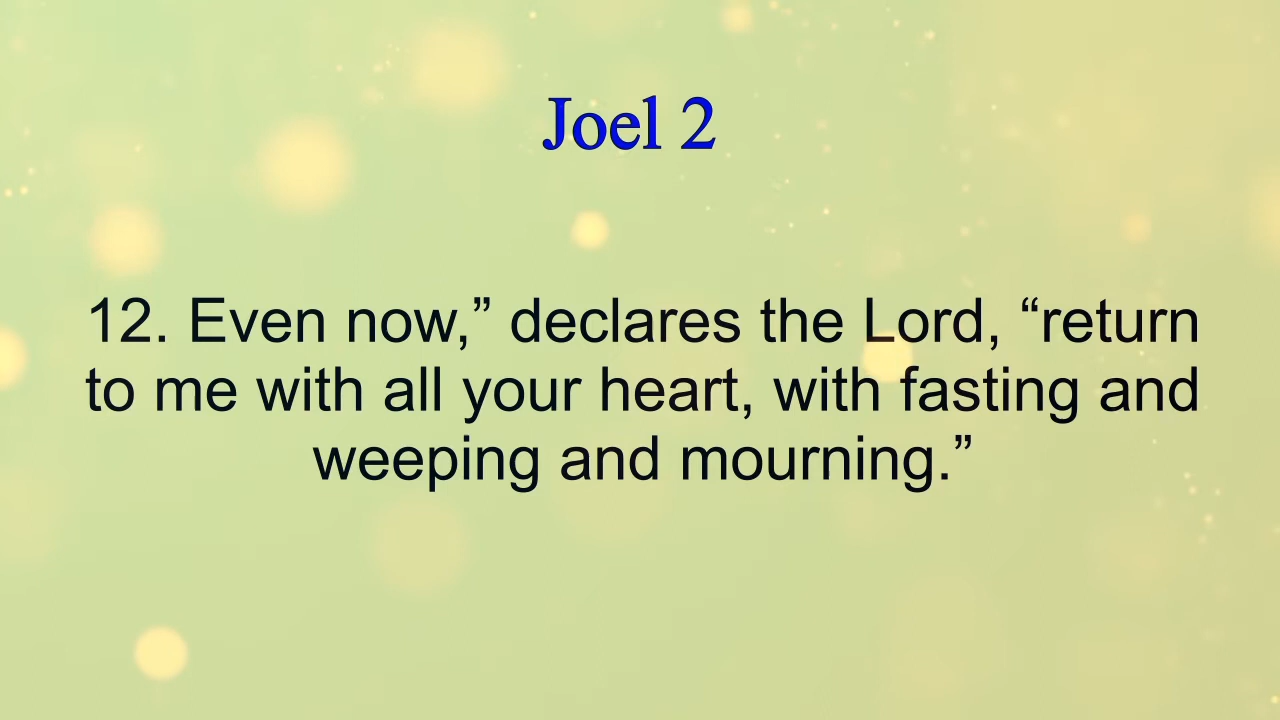 Joel 2
12. Even now,” declares the Lord, “return
to me with all your heart, with fasting and
weeping and mourning.”